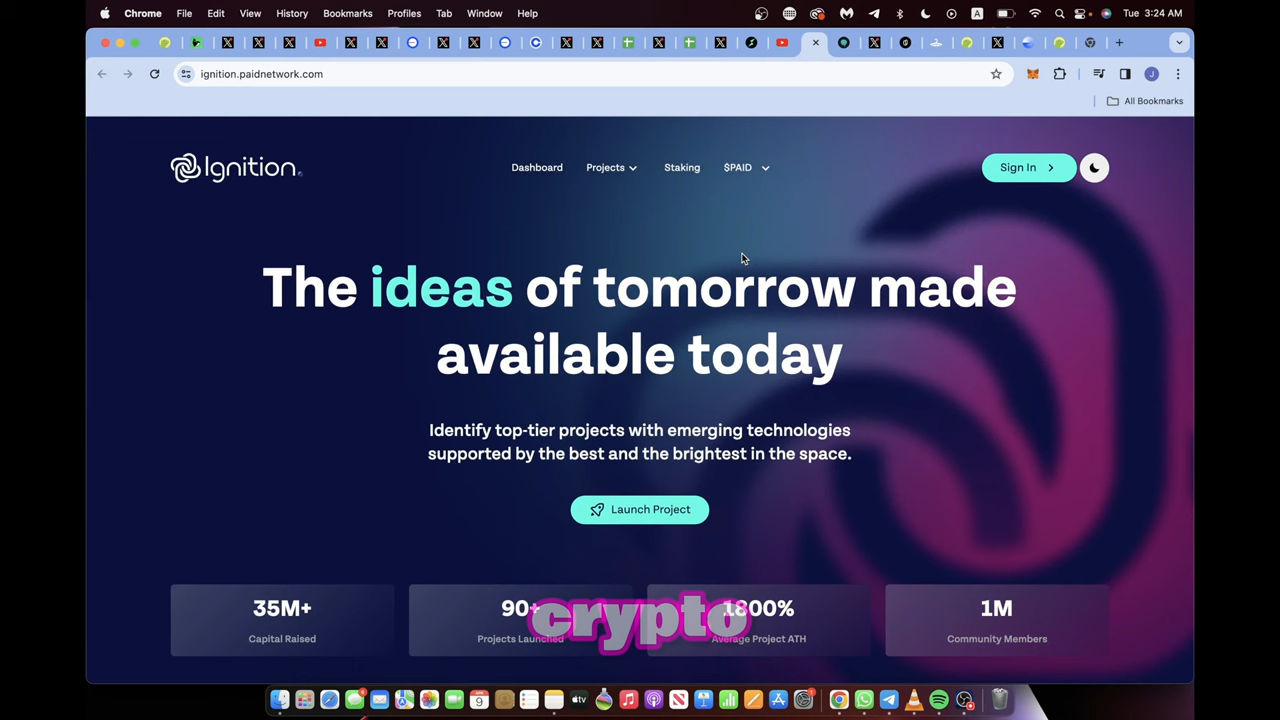 Chrome File Edit View History Bookmarks Profiles Tab Window Help
A
Tue 3:24 AM
ignition.paidnetwork.com
J
All Bookmarks
Ignition
Dashboard Projects Staking $PAID
Sign In
The ideas of tomorrow made
available today
Identify top-tier projects with emerging technologies
supported by the best and the brightest in the space.
Launch Project
35M+ 90+ 1800% 1M
crypto
Capital Raised Projects Launched Average Project ATH Community Members
9
tv